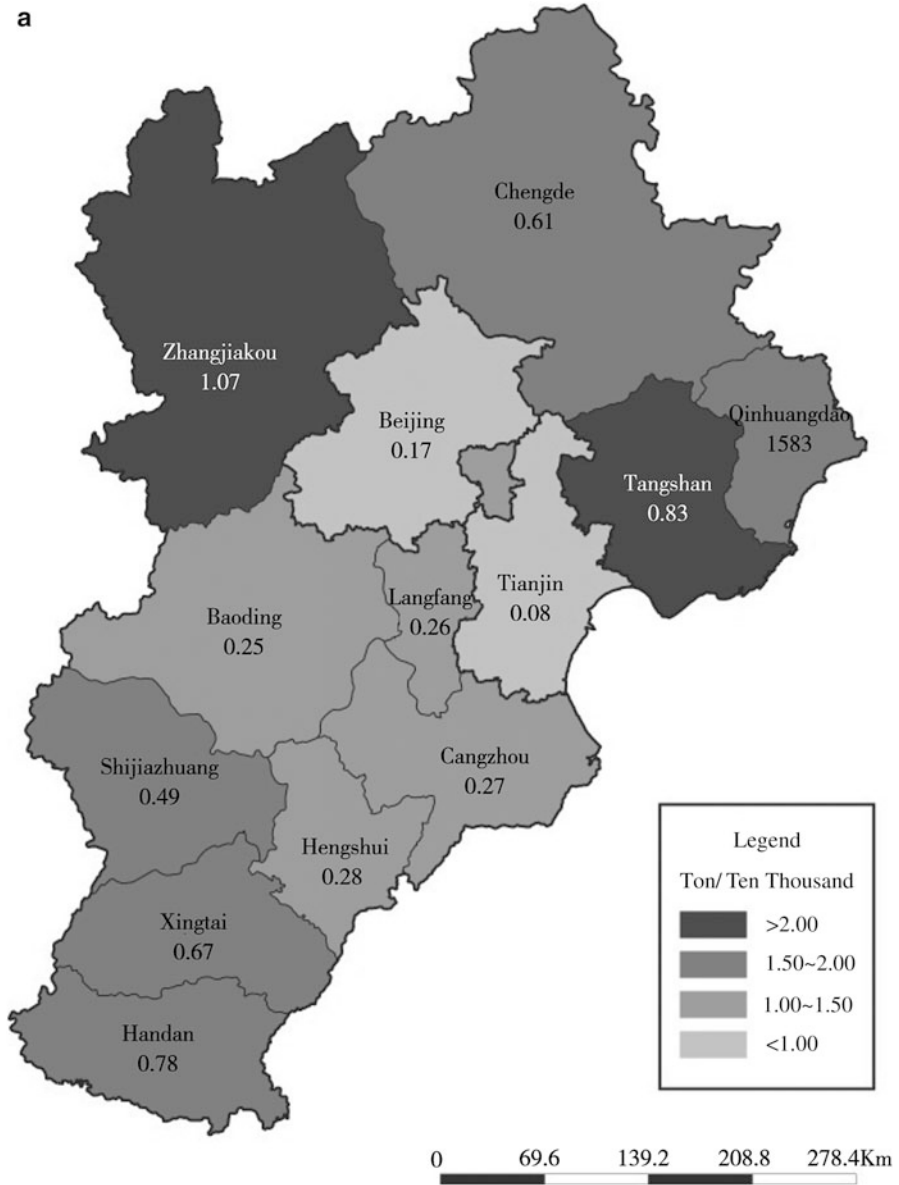 a
Chengde
0.61
Zhangjiakou
1.07
Beijing
0.17
Qinhuangdao
1583
Tangshan
0.83
Tianjin
0.08
Langfang
0.26
Baoding
0.25
Cangzhou
0.27
Shijiazhuang
0.49
Hengshui
0.28
Xingtai
0.67
Handan
0.78
Legend
Ton/ Ten Thousand
>2.00
1.50~2.00
1.00~1.50
<1.00
0 69.6 139.2 208.8 278.4Km